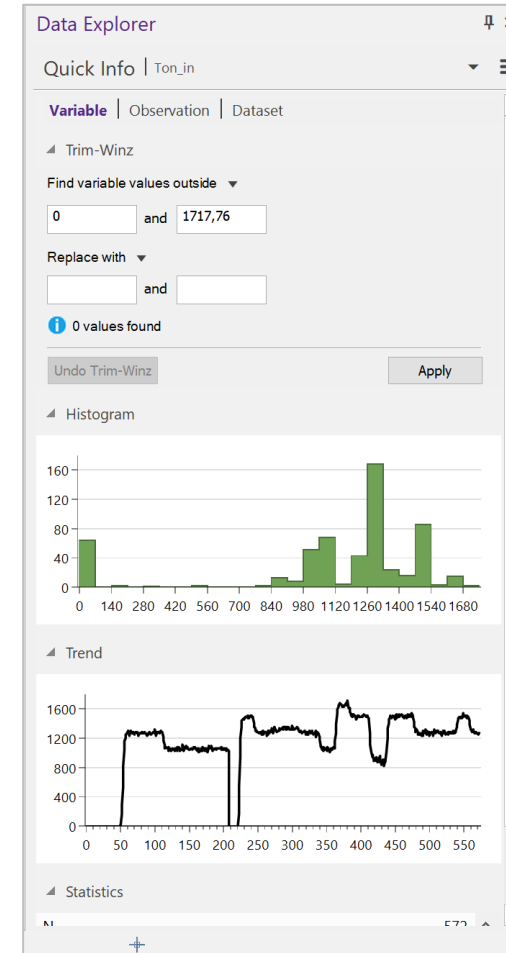 Data Explorer
Quick Info | Ton_in
Variable | Observation | Dataset
Trim-Winz
Find variable values outside
0 and 1717,76
Replace with
and
0 values found
Undo Trim-Winz Apply
Histogram
160
120
80
40
0
0 140 280 420 560 700 840 980 1120 1260 1400 1540 1680
Trend
1600
1200
800
400
0
0 50 100 150 200 250 300 350 400 450 500 550
Statistics
N 572